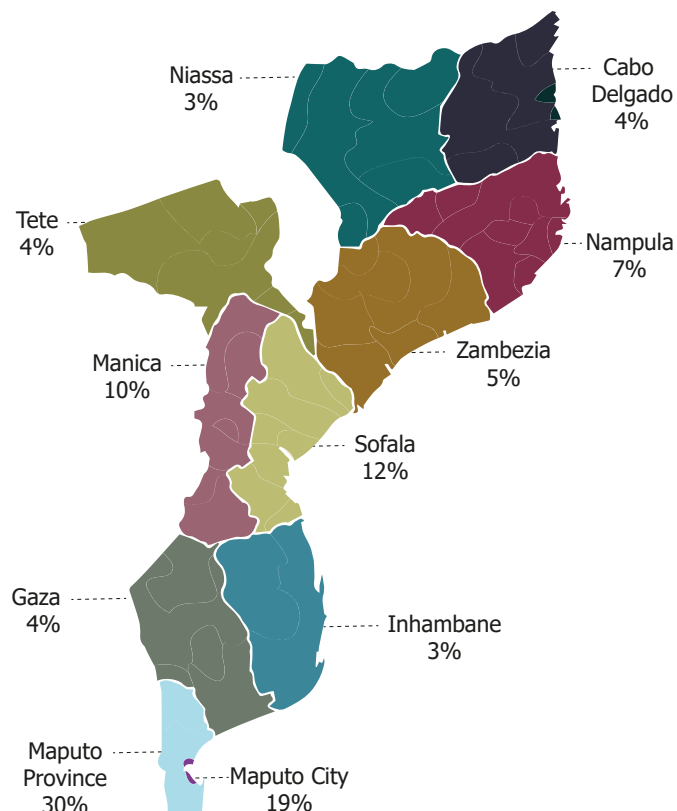 Niassa
3%
Cabo
Delgado
4%
Tete
4%
Nampula
7%
Manica
10%
Zambezia
5%
Sofala
12%
Gaza
4%
Inhambane
3%
Maputo
Province
30%
Maputo City
19%